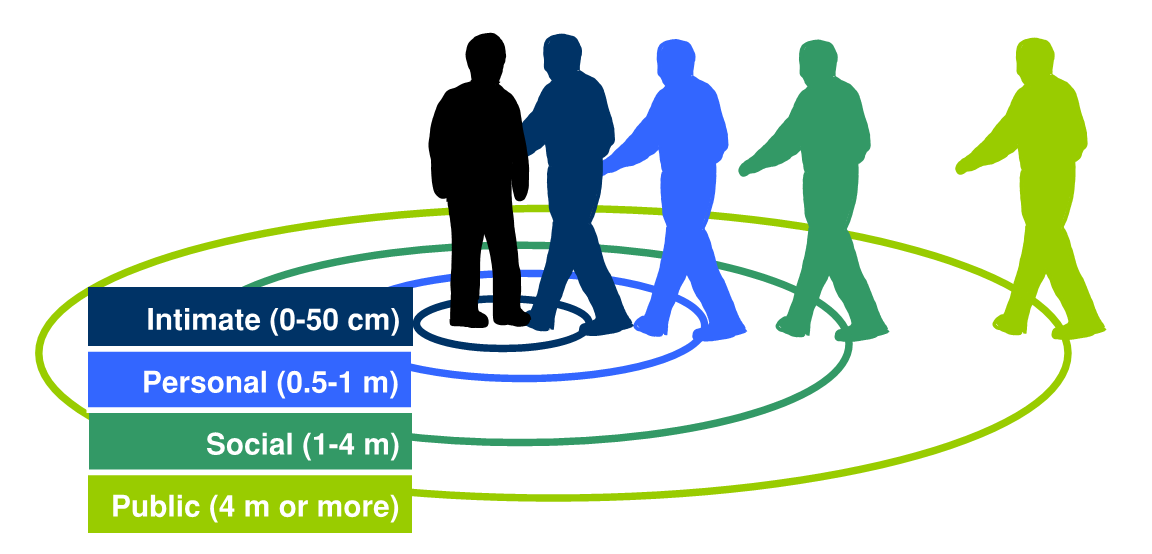 Intimate (0-50 cm)
Personal (0.5-1 m)
Social (1-4 m)
Public (4 m or more)